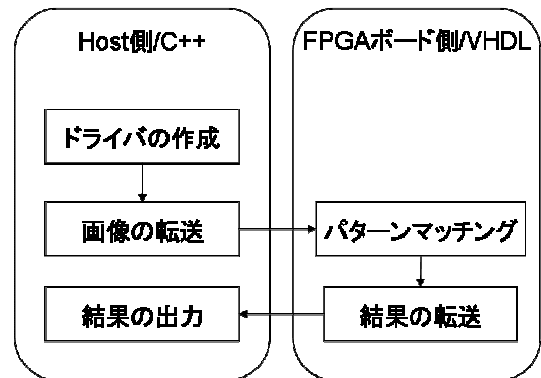 Host側/C++
FPGAボード側/VHDL
ドライバの作成
画像の転送
パターンマッチング
結果の出力
結果の転送